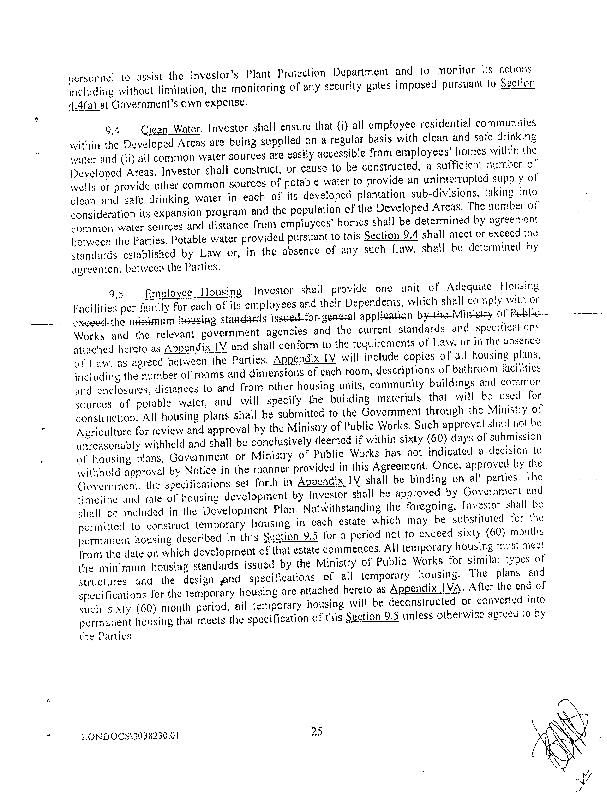 personnel to assist the Investor's Plant Protection Department and to monitor its actions
including without limitation, the monitoring of any security gates imposed pursuant to Section
4.4(a) at Government's own expense.
9.4 Clean Water. Investor shall ensure that (i) all employee residential communities
within the Developed Areas are being supplied on a regular basis with clean and safe drinking
water and (ii) all common water sources are easily accessible from employees' homes within the
Developed Areas. Investor shall construct, or cause to be constructed, a sufficient number of
wells or provide other common sources of potable water to provide an uninterrupted supply of
clean and safe drinking water in each of its developed plantation sub-divisions, taking into
consideration its expansion program and the population of the Developed Areas. The number of
common water sources and distance from employees' homes shall be determined by agreement
between the Parties. Potable water provided pursuant to this Section 9.4 shall meet or exceed the
standards established by Law or, in the absence of any such Law, shall be determined by
agreement between the Parties.
9.5 Employee Housing. Investor shall provide one unit of Adequate Housing
Facilities per family for each of its employees and their Dependents, which shall comply with or
exceed the minimum housing standards issued for general application by the Ministry of Public
Works and the relevant government agencies and the current standards and specifications
attached hereto as Appendix IV and shall conform to the requirements of Law, or in the absence
of Law, as agreed between the Parties. Appendix IV will include copies of all housing plans,
including the number of rooms and dimensions of each room, descriptions of bathroom facilities
and enclosures, distances to and from other housing units, community buildings and common
sources of potable water, and will specify the building materials that will be used for
construction. All housing plans shall be submitted to the Government through the Ministry of
Agriculture for review and approval by the Ministry of Public Works. Such approval shall not be
unreasonably withheld and shall be conclusively deemed if within sixty (60) days of submission
of housing plans, Government or Ministry of Public Works has not indicated a decision to
withhold approval by Notice in the manner provided in this Agreement. Once, approved by the
Government, the specifications set forth in Appendix IV shall be binding on all parties. The
timeline and rate of housing development by Investor shall be approved by Government and
shall be included in the Development Plan. Notwithstanding the foregoing, Investor shall be
permitted to construct temporary housing in each estate which may be substituted for the
permanent housing described in this Section 9.5 for a period not to exceed sixty (60) months
from the date on which development of that estate commences. All temporary housing must meet
the minimum housing standards issued by the Ministry of Public Works for similar types of
structures and the design and specifications of all temporary housing. The plans and
specifications for the temporary housing are attached hereto as Appendix IVA. After the end of
such sixty (60) month period, all temporary housing will be deconstructed or converted into
permanent housing that meets the specification of this Section 9.5 unless otherwise agreed to by
the Parties
LONDOCS\2038230.01
25